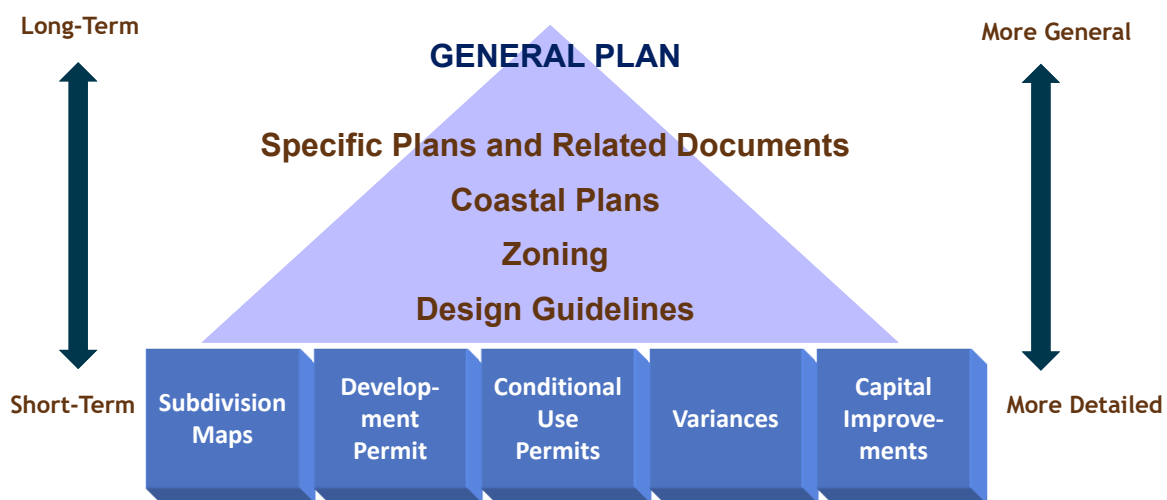 Long-Term
More General
GENERAL PLAN
Specific Plans and Related Documents
Coastal Plans
Zoning
Design Guidelines
Short-Term
More Detailed
Subdivision
Maps
Develop-
ment
Permit
Conditional
Use
Permits
Variances
Capital
Improve-
ments